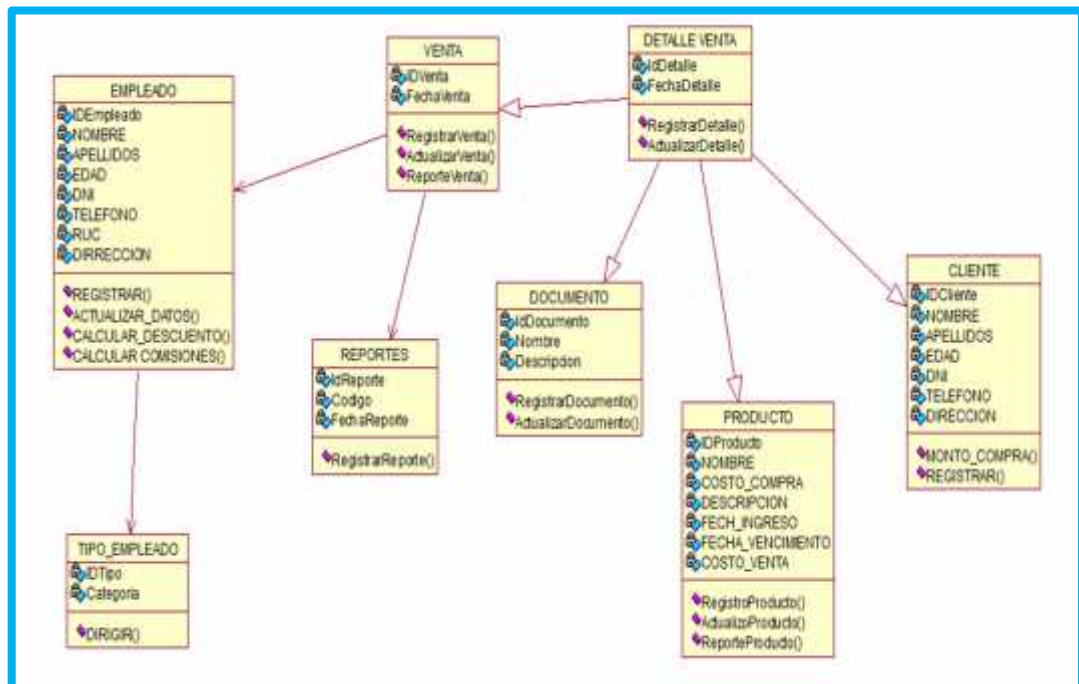 VENTA
IDVenta
FechaVenta
RegistrarVenta()
ActualizarVenta()
ReporteVenta()
DETALLE VENTA
IdDetalle
FechaDetalle
RegistrarDetalle()
ActualizarDetalle()
EMPLEADO
IDEmpleado
NOMBRE
APELLIDOS
EDAD
DNI
TELEFONO
RUC
DIRRECCION
REGISTRAR()
ACTUALIZAR_DATOS()
CALCULAR_DESCUENTO()
CALCULAR COMISIONES()
CLIENTE
IDCliente
NOMBRE
APELLIDOS
EDAD
DNI
TELEFONO
DIRECCION
MONTO_COMPRA()
REGISTRAR()
DOCUMENTO
IdDocumento
Nombre
Descripcion
RegistrarDocumento()
ActualizarDocumento()
REPORTES
IdReporte
Codigo
FechaReporte
RegistrarReporte()
PRODUCTO
IDProducto
NOMBRE
COSTO_COMPRA
DESCRIPCION
FECH_INGRESO
FECHA_VENCIMIENTO
COSTO_VENTA
RegistroProducto()
ActualizoProducto()
ReporteProducto()
TIPO_EMPLEADO
IDTipo
Categoria
DIRIGIR()